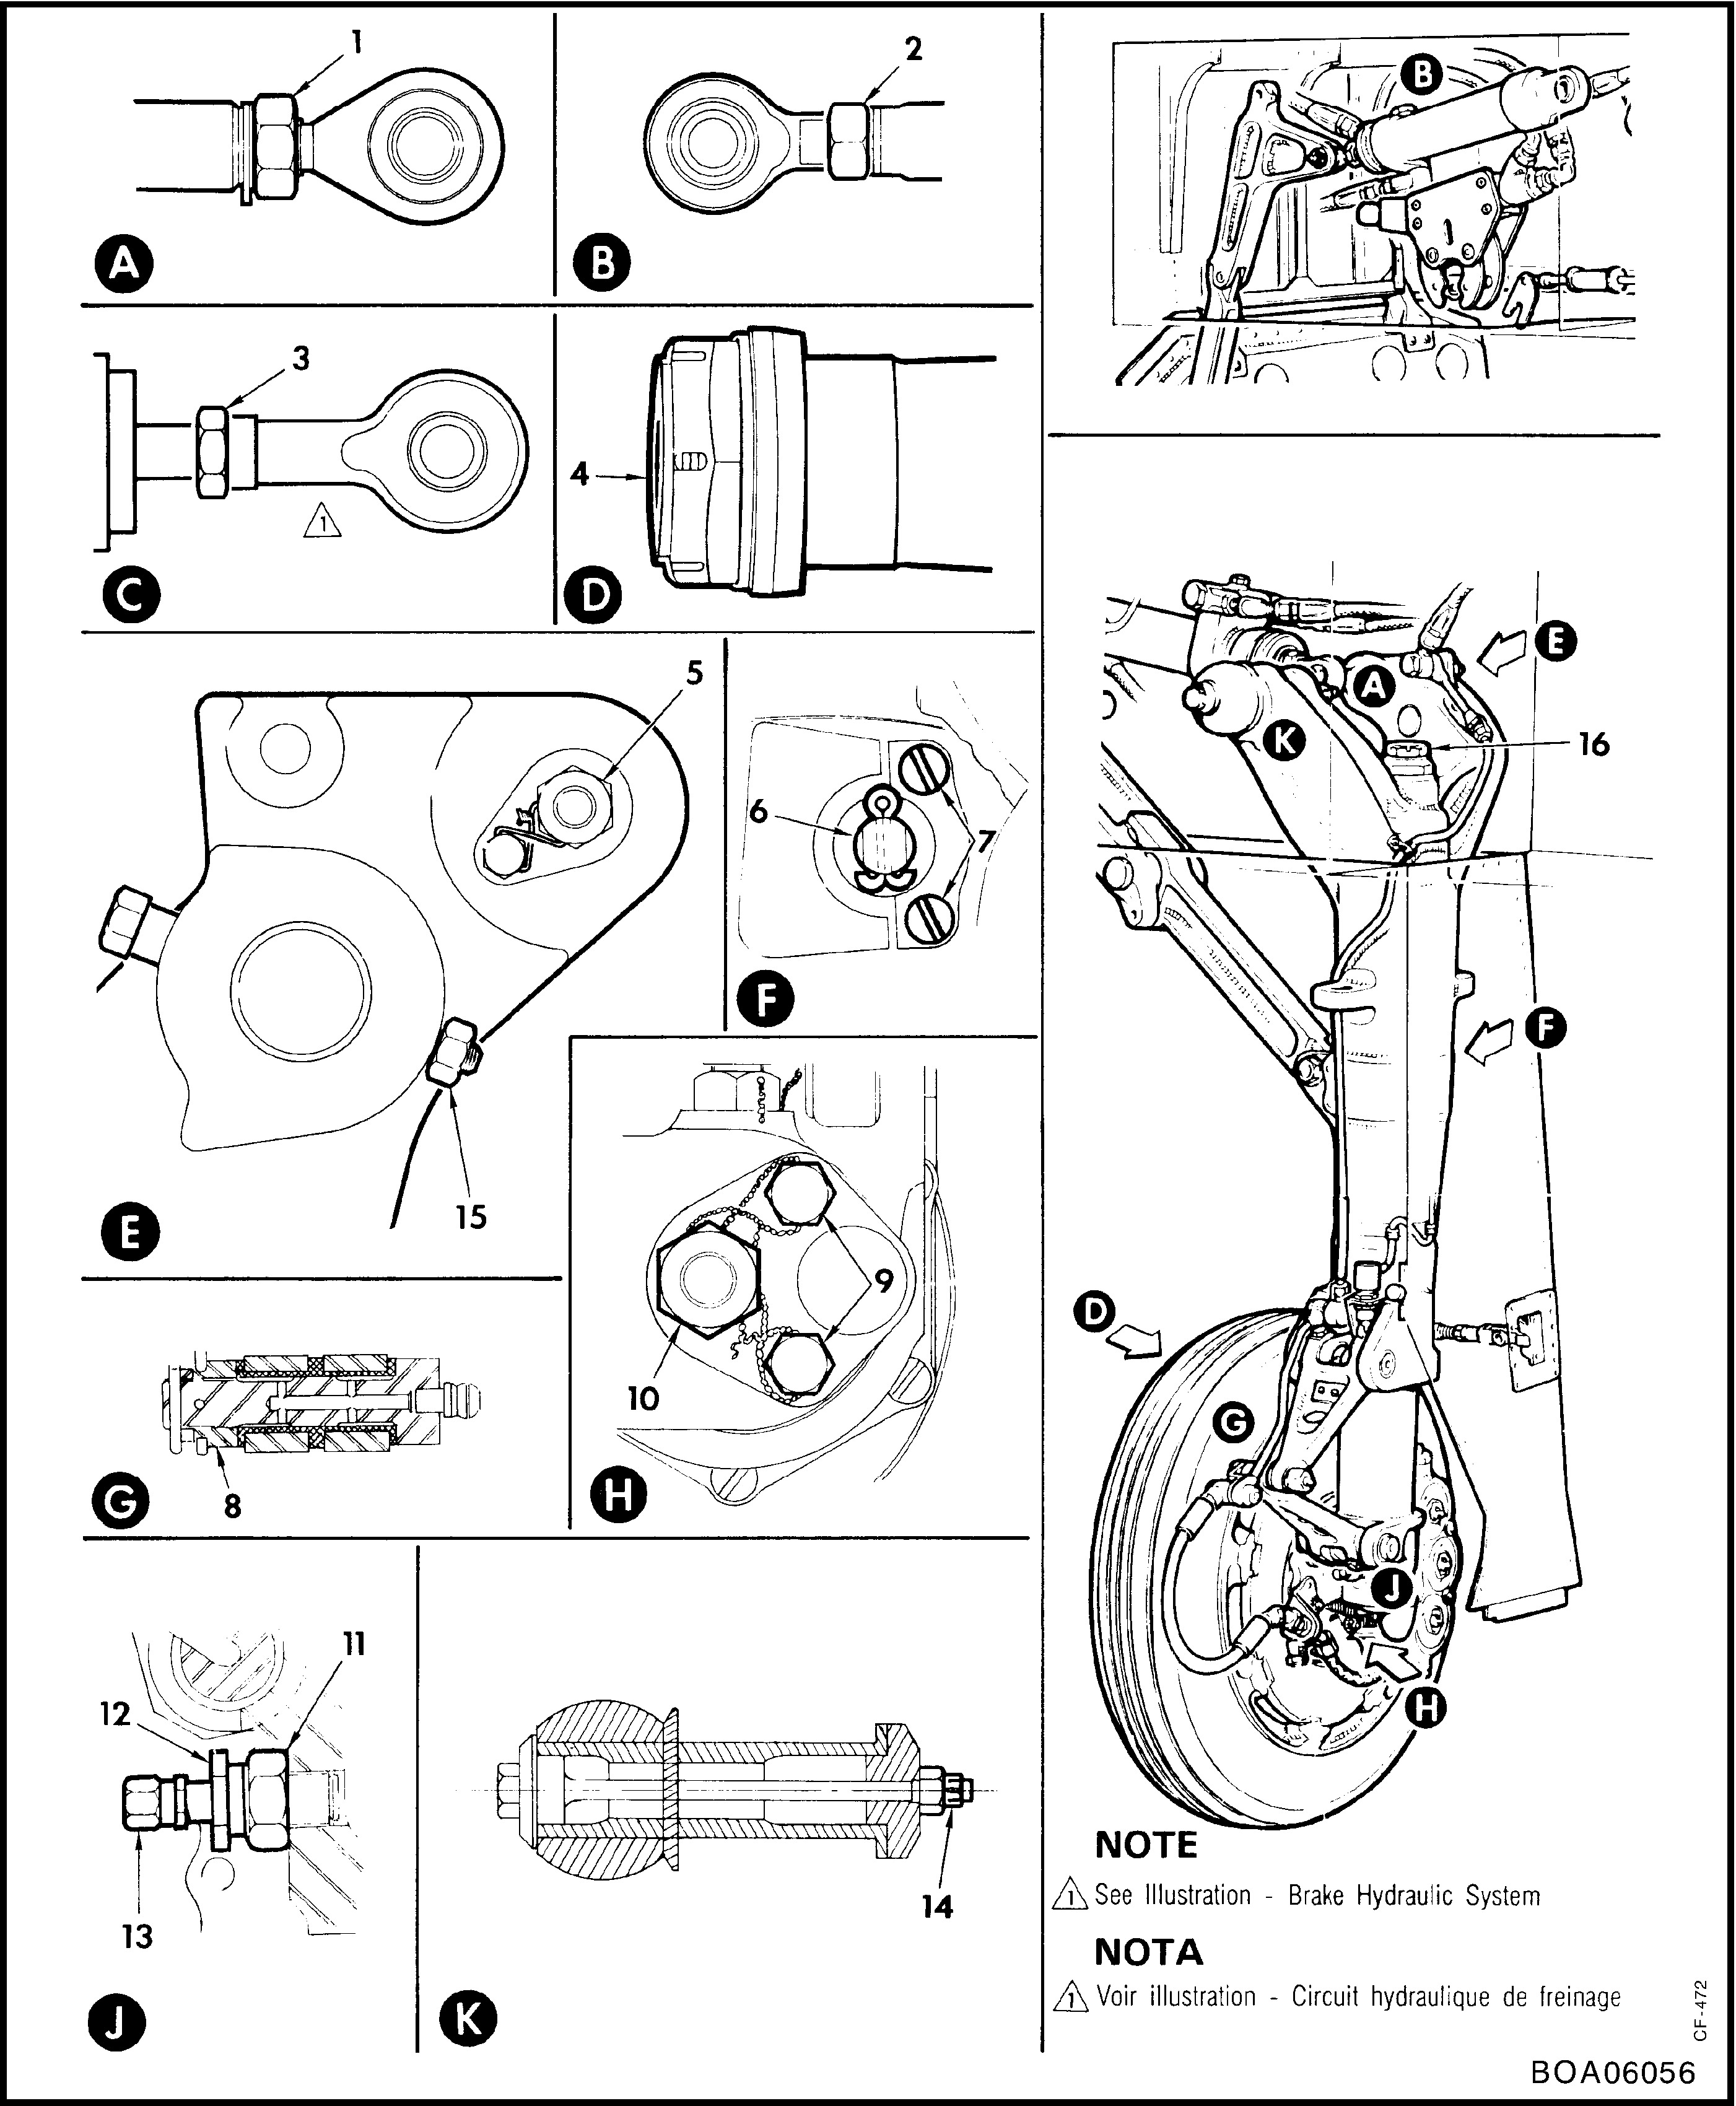 1
2
B
A
B
3
4
1
C
D
5
E
A
K
16
6
7
F
F
15
E
D
9
10
G
8
G
H
J
11
12
H
14
13
NOTE
1 See Illustration - Brake Hydraulic System
NOTA
1 Voir illustration - Circuit hydraulique de freinage
J
K
CF-472
BOA06056